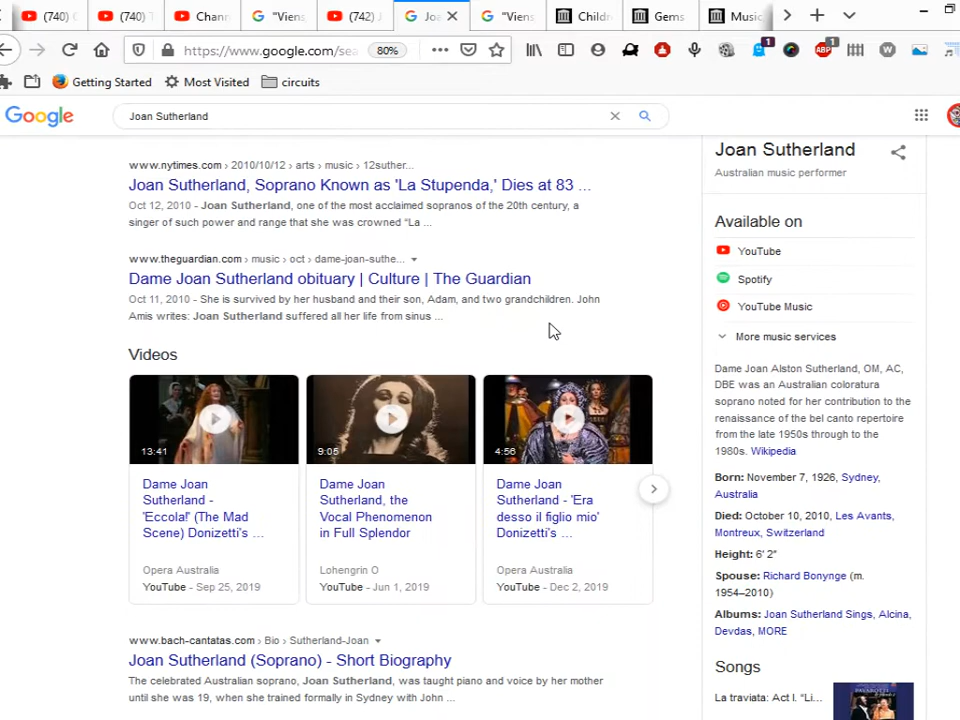 (740) (
(740) T
Chann
"Viens,
(742) J
Joa
"Viens
Childr
Gems
Music
https://www.google.com/sea
80%
1
ABP
1
W
Getting Started
Most Visited
circuits
Google
Joan Sutherland
www.nytimes.com › 2010/10/12 › arts › music › 12suther...
Joan Sutherland, Soprano Known as 'La Stupenda,' Dies at 83 ...
Oct 12, 2010 - Joan Sutherland, one of the most acclaimed sopranos of the 20th century, a
singer of such power and range that she was crowned “La ...
www.theguardian.com › music › oct › dame-joan-suthe...
Dame Joan Sutherland obituary | Culture | The Guardian
Oct 11, 2010 - She is survived by her husband and their son, Adam, and two grandchildren. John
Amis writes: Joan Sutherland suffered all her life from sinus ...
Videos
13:41
Dame Joan
Sutherland -
'Eccola!' (The Mad
Scene) Donizetti's ...
Opera Australia
YouTube - Sep 25, 2019
9:05
Dame Joan
Sutherland, the
Vocal Phenomenon
in Full Splendor
Lohengrin O
YouTube - Jun 1, 2019
4:56
Dame Joan
Sutherland - 'Era
desso il figlio mio'
Donizetti's ...
Opera Australia
YouTube - Dec 2, 2019
www.bach-cantatas.com › Bio › Sutherland-Joan
Joan Sutherland (Soprano) - Short Biography
The celebrated Australian soprano, Joan Sutherland, was taught piano and voice by her mother
until she was 19, when she trained formally in Sydney with John ...
Joan Sutherland
Australian music performer
Available on
YouTube
Spotify
YouTube Music
More music services
Dame Joan Alston Sutherland, OM, AC,
DBE was an Australian coloratura
soprano noted for her contribution to the
renaissance of the bel canto repertoire
from the late 1950s through to the
1980s. Wikipedia
Born: November 7, 1926, Sydney,
Australia
Died: October 10, 2010, Les Avants,
Montreux, Switzerland
Height: 6′ 2″
Spouse: Richard Bonynge (m.
1954–2010)
Albums: Joan Sutherland Sings, Alcina,
Devdas, MORE
Songs
La traviata: Act I. “Li...